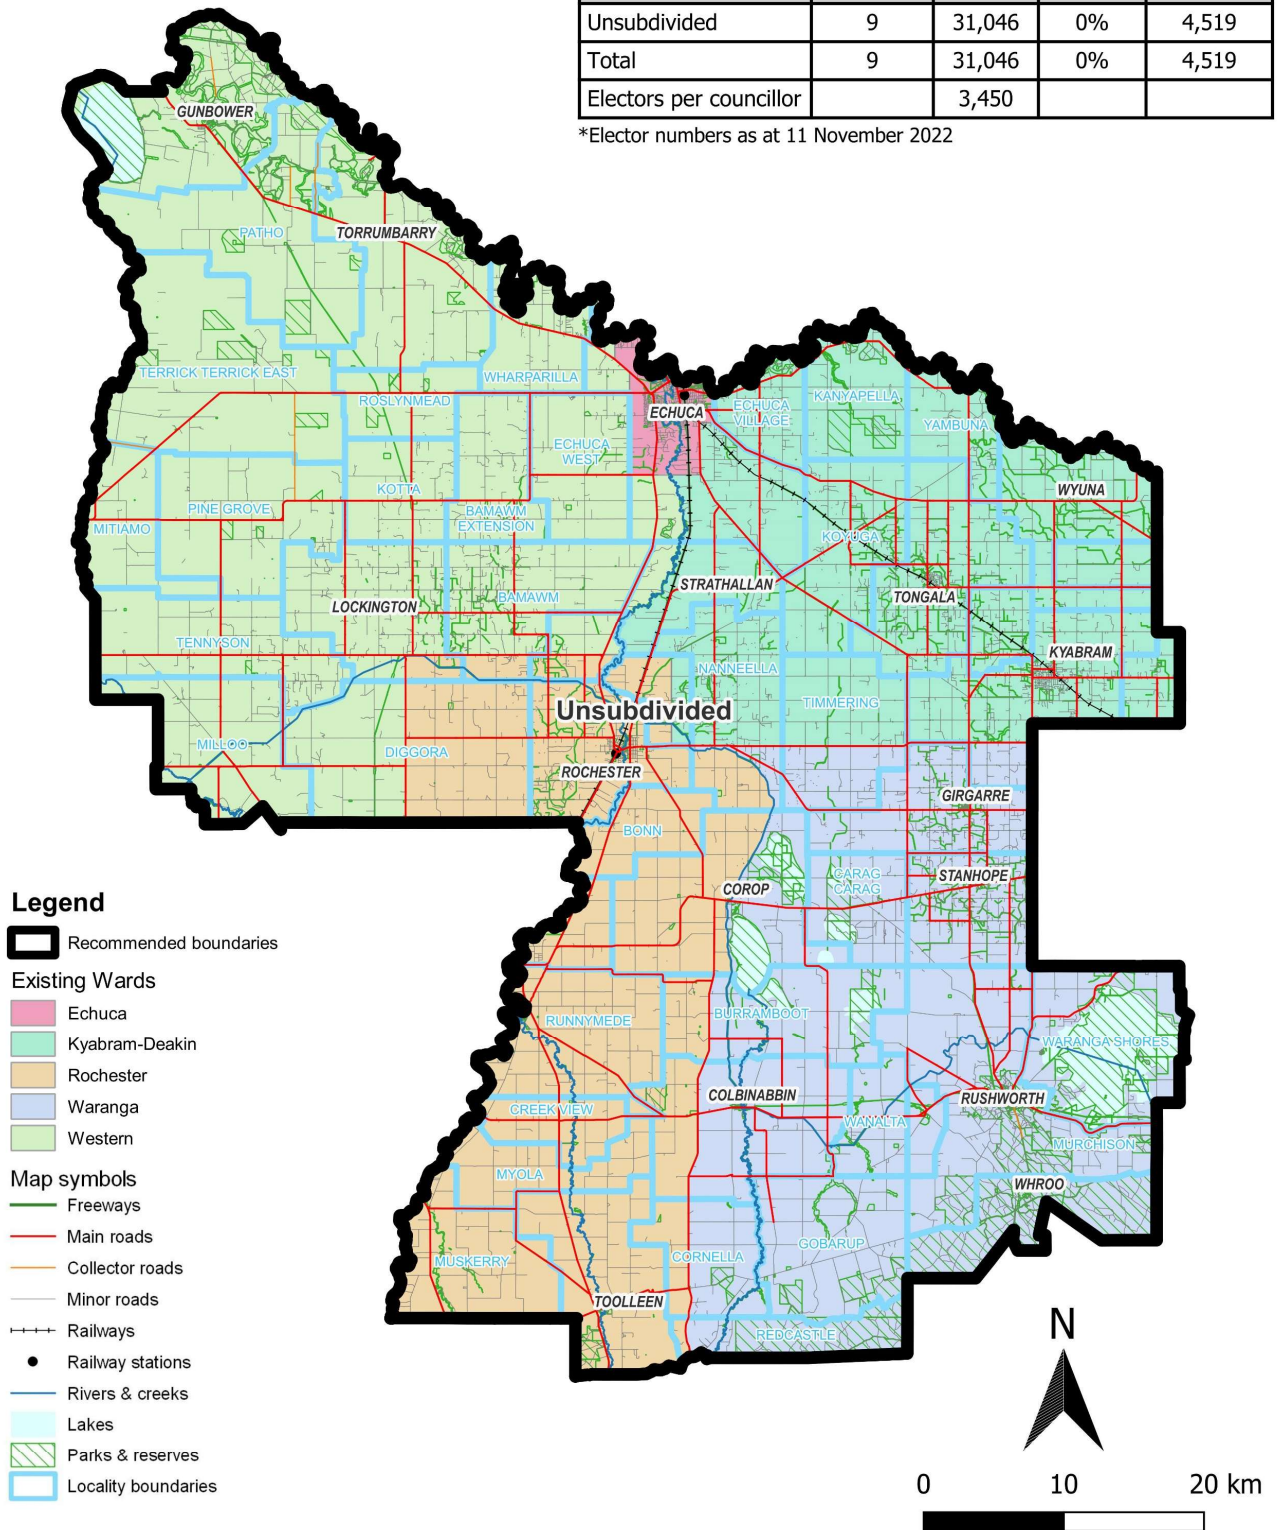 Unsubdivided 9 31,046 0% 4,519
Total 9 31,046 0% 4,519
Electors per councillor 3,450
*Elector numbers as at 11 November 2022
GUNBOWER
PATHO
TORRUMBARRY
TERRICK TERRICK EAST
WHARPARILLA
ROSLYNMEAD
ECHUCA
ECHUCA
VILLAGE
KANYAPELLA
YAMBUNA
ECHUCA
WEST
KOTTA
WYUNA
PINE GROVE
MITIAMO
BAMAWM
EXTENSION
KOYUGA
STRATHALLAN
TONGALA
LOCKINGTON
BAMAWM
TENNYSON
KYABRAM
NANNEELLA
TIMMERING
Unsubdivided
MILLOO
DIGGORA
ROCHESTER
GIRGARRE
BONN
CARAG
CARAG
STANHOPE
COROP
RUNNYMEDE
BURRAMBOOT
WARANGA SHORES
COLBINABBIN
RUSHWORTH
CREEK VIEW
WANALTA
MURCHISON
MYOLA
WHROO
GOBARUP
MUSKERRY
CORNELLA
TOOLLEEN
REDCASTLE
Legend
Recommended boundaries
Existing Wards
Echuca
Kyabram-Deakin
Rochester
Waranga
Western
Map symbols
Freeways
Main roads
Collector roads
Minor roads
Railways
Railway stations
Rivers & creeks
Lakes
Parks & reserves
Locality boundaries
N
0 10 20 km